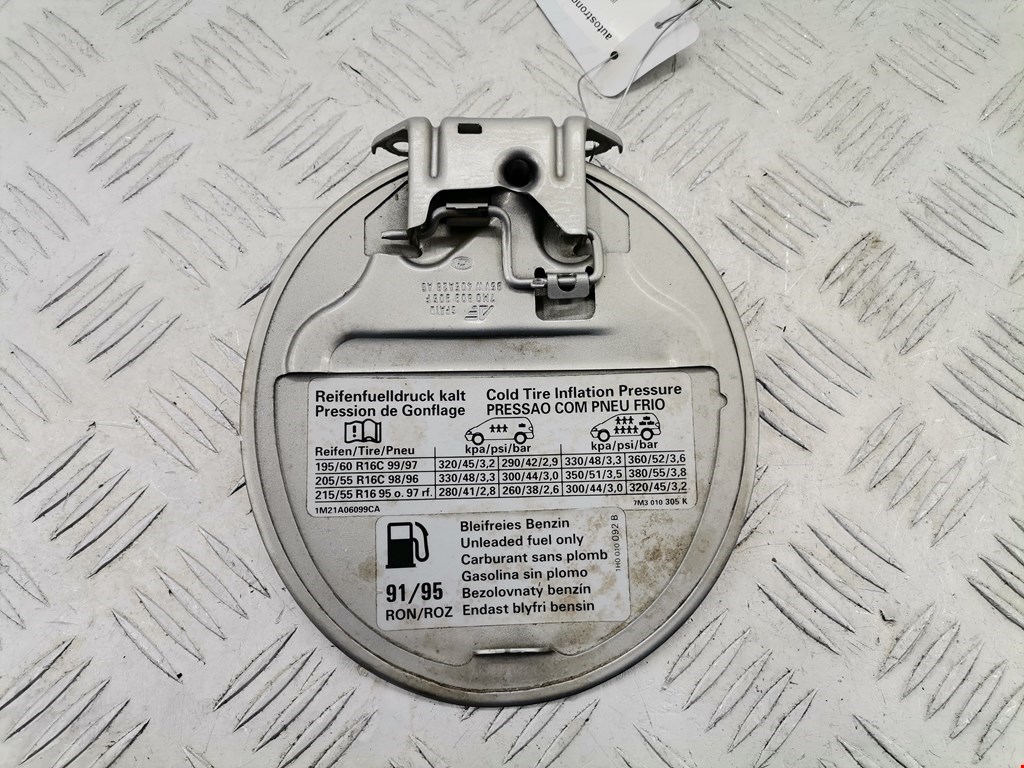 autostrong
Reifenfuelldruck kalt Cold Tire Inflation Pressure
Pression de Gonflage PRESSAO COM PNEU FRIO
Reifen/Tire/Pneu kpa/psi/bar kpa/psi/bar
195/60 R16C 99/97 320/45/3,2 290/42/2,9 330/48/3,3 360/52/3,6
205/55 R16C 98/96 330/48/3,3 300/44/3,0 350/51/3,5 380/55/3,8
215/55 R16 95 o. 97 rf. 280/41/2,8 260/38/2,6 300/44/3,0 320/45/3,2
1M21A06099CA 7M3 010 305 K
Bleifreies Benzin
Unleaded fuel only
Carburant sans plomb
Gasolina sin plomo
Bezolovnatý benzín
Endast blyfri bensin
91/95
RON/ROZ
1H0 010 092 B